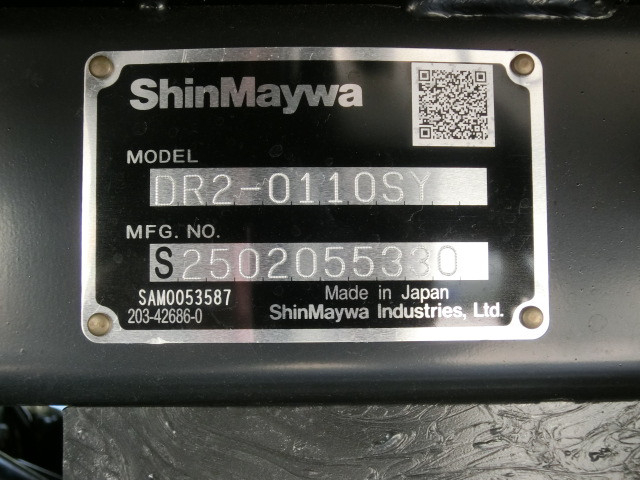 ShinMaywa
MODEL
DR2-0110SY
MFG. NO.
S2502055330
SAM0053587
Made in Japan
203-42686-0
ShinMaywa Industries, Ltd.